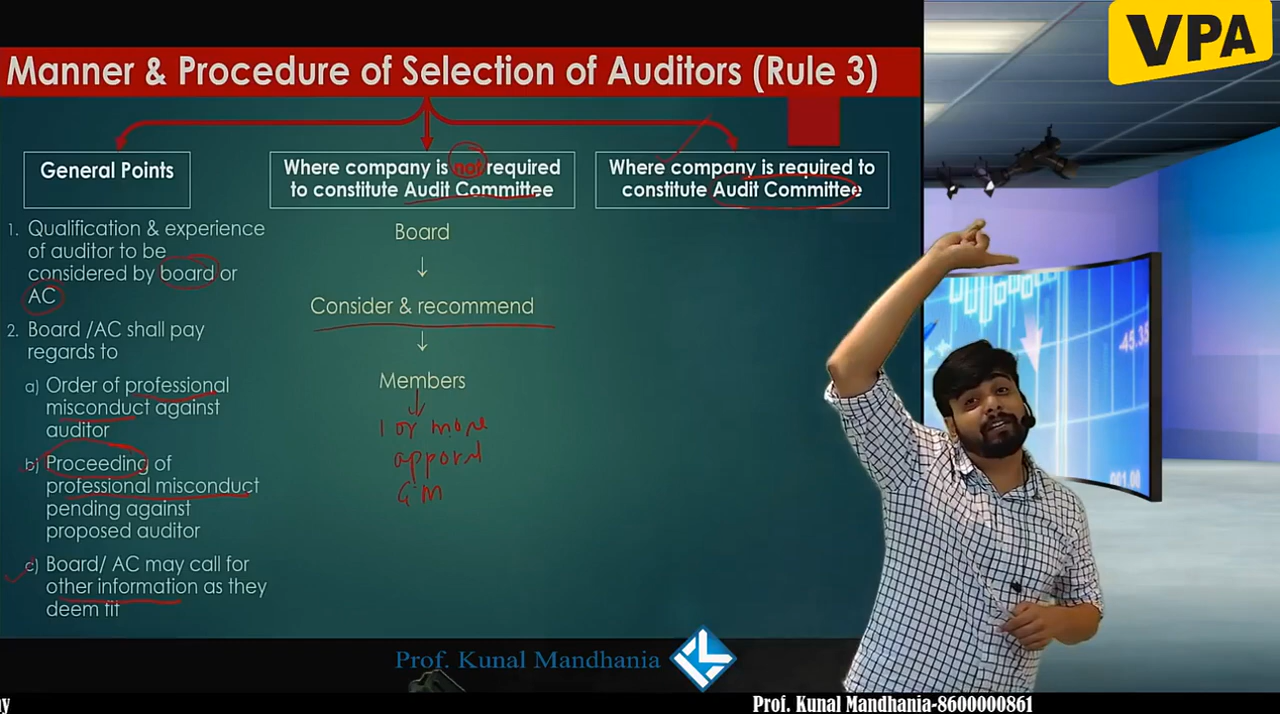 VPA
Manner & Procedure of Selection of Auditors (Rule 3)
General Points
1. Qualification & experience
of auditor to be
considered by board or
AC
2. Board /AC shall pay
regards to
a) Order of professional
misconduct against
auditor
b) Proceeding of
professional misconduct
pending against
proposed auditor
c) Board/ AC may call for
other information as they
deem fit
Where company is not required
to constitute Audit Committee
Board
↓
Consider & recommend
↓
Members
1 or more
GM
Where company is required to
constitute Audit Committee
-45.35
Prof. Kunal Mandhania
Prof. Kunal Mandhania-8600000861